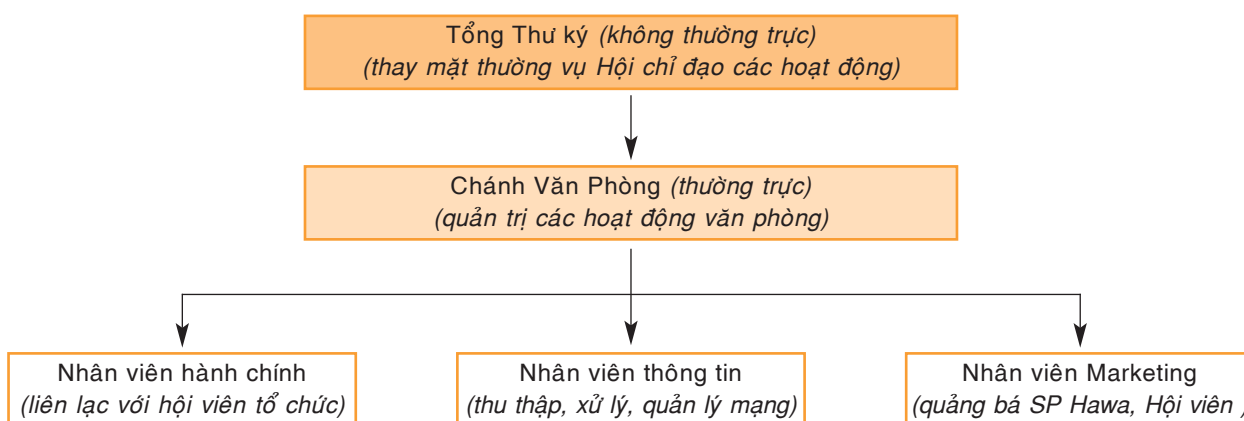 Tổng Thư ký (không thường trực)
(thay mặt thường vụ Hội chỉ đạo các hoạt động)
Chánh Văn Phòng (thường trực)
(quản trị các hoạt động văn phòng)
Nhân viên hành chính
(liên lạc với hội viên tổ chức)
Nhân viên thông tin
(thu thập, xử lý, quản lý mạng)
Nhân viên Marketing
(quảng bá SP Hawa, Hội viên )